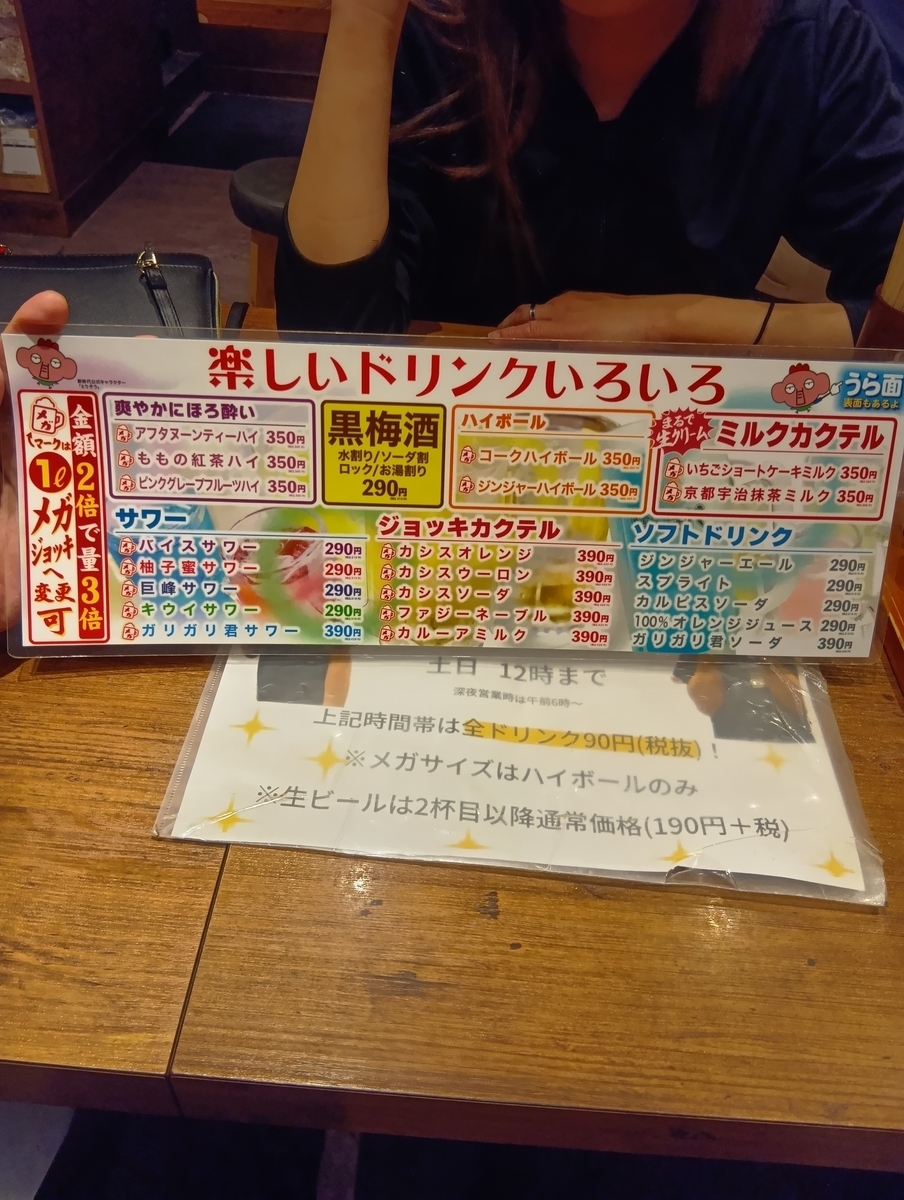 楽しいドリンクいろいろ
うら面
表面もあるよ
メガ
マークは
1ℓ
メガ
ジョッキ
へ
変更
可
金額2倍で量3倍
爽やかにほろ酔い
アフタヌーンティーハイ 350円
ももの紅茶ハイ 350円
ピンクグレープフルーツハイ 350円
黒梅酒
水割り/ソーダ割
ロック/お湯割り
290円
ハイボール
コークハイボール 350円
ジンジャーハイボール 350円
まるで
生クリーム
ミルクカクテル
いちごショートケーキミルク 350円
京都宇治抹茶ミルク 350円
サワー
バイスサワー 290円
柚子蜜サワー 290円
巨峰サワー 290円
キウイサワー 290円
ガリガリ君サワー 390円
ジョッキカクテル
カシスオレンジ 390円
カシスウーロン 390円
カシスソーダ 390円
ファジーネーブル 390円
カルーアミルク 390円
ソフトドリンク
ジンジャーエール 290円
スプライト 290円
カルピスソーダ 290円
100%オレンジジュース 290円
ガリガリ君ソーダ 390円
土日 12時まで
深夜営業時は午前6時〜
上記時間帯は全ドリンク90円(税抜)!
※メガサイズはハイボールのみ
※生ビールは2杯目以降通常価格(190円+税)